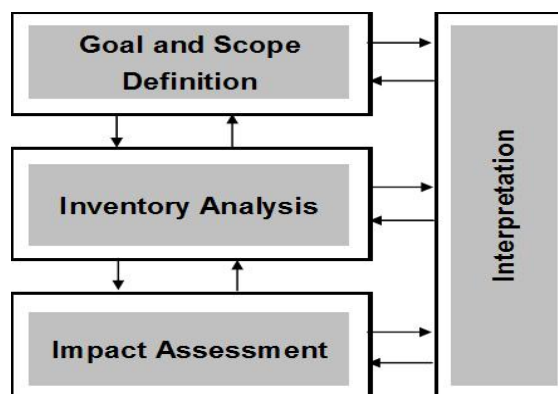 Goal and Scope
Definition
Inventory Analysis
Impact Assessment
Interpretation